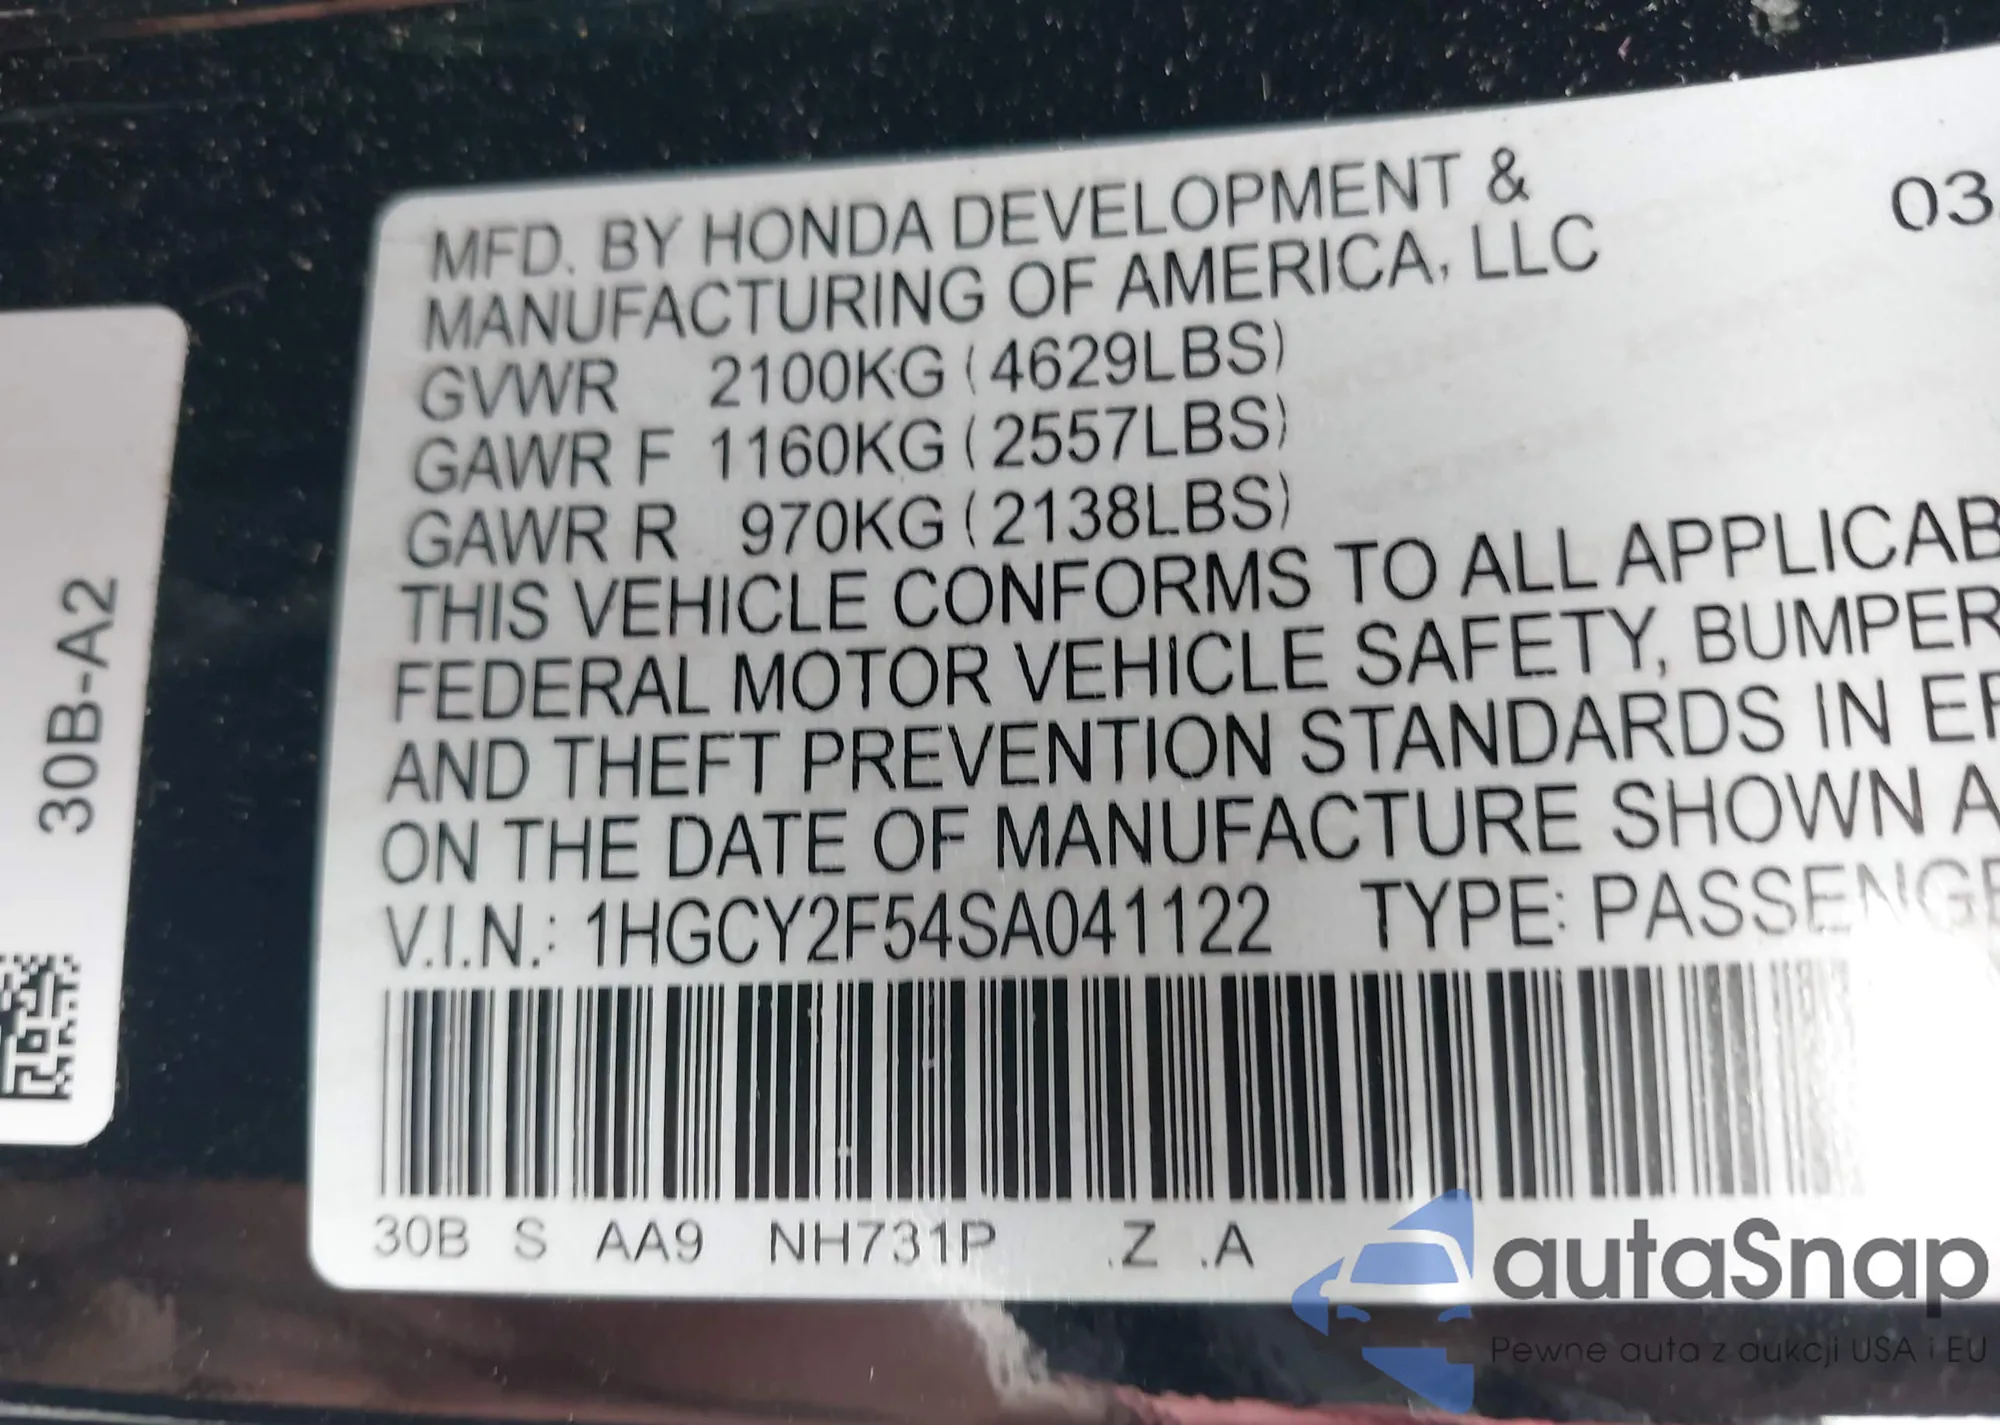 MFD. BY HONDA DEVELOPMENT &
MANUFACTURING OF AMERICA, LLC
03
GVWR 2100KG (4629LBS)
GAWR F 1160KG (2557LBS)
GAWR R 970KG (2138LBS)
THIS VEHICLE CONFORMS TO ALL APPLICAB
FEDERAL MOTOR VEHICLE SAFETY, BUMPER
AND THEFT PREVENTION STANDARDS IN EF
ON THE DATE OF MANUFACTURE SHOWN A
V.I.N.: 1HGCY2F54SA041122 TYPE: PASSENGE
30B S AA9 NH731P .Z .A
30B-A2
autaSnap
Pewne auta z aukcji USA i EU